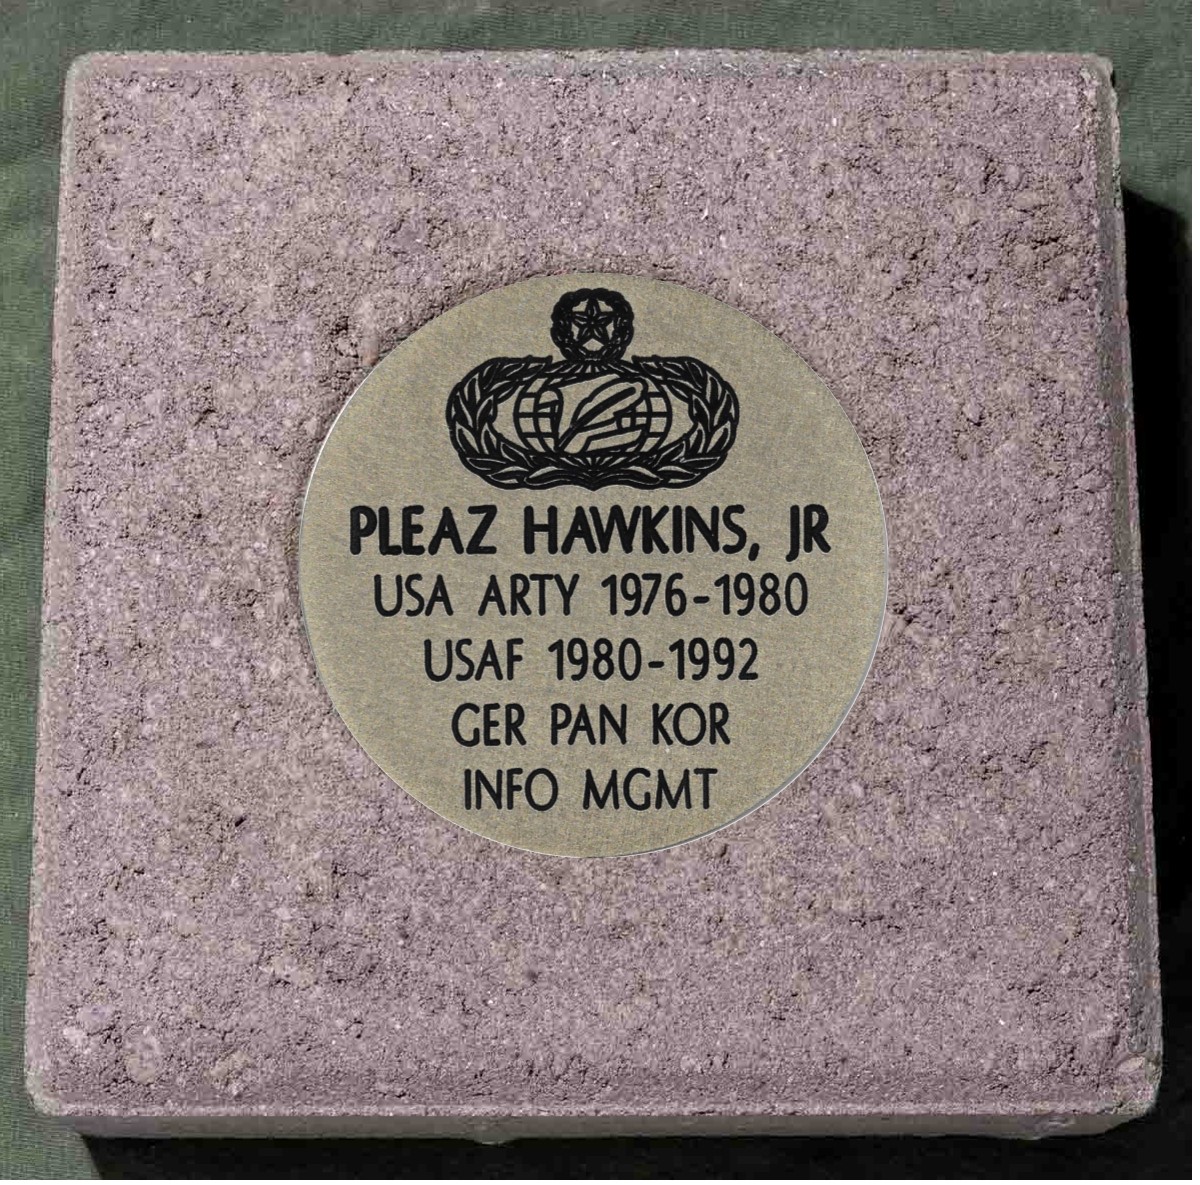 PLEAZ HAWKINS, JR
USA ARTY 1976-1980
USAF 1980-1992
GER PAN KOR
INFO MGMT